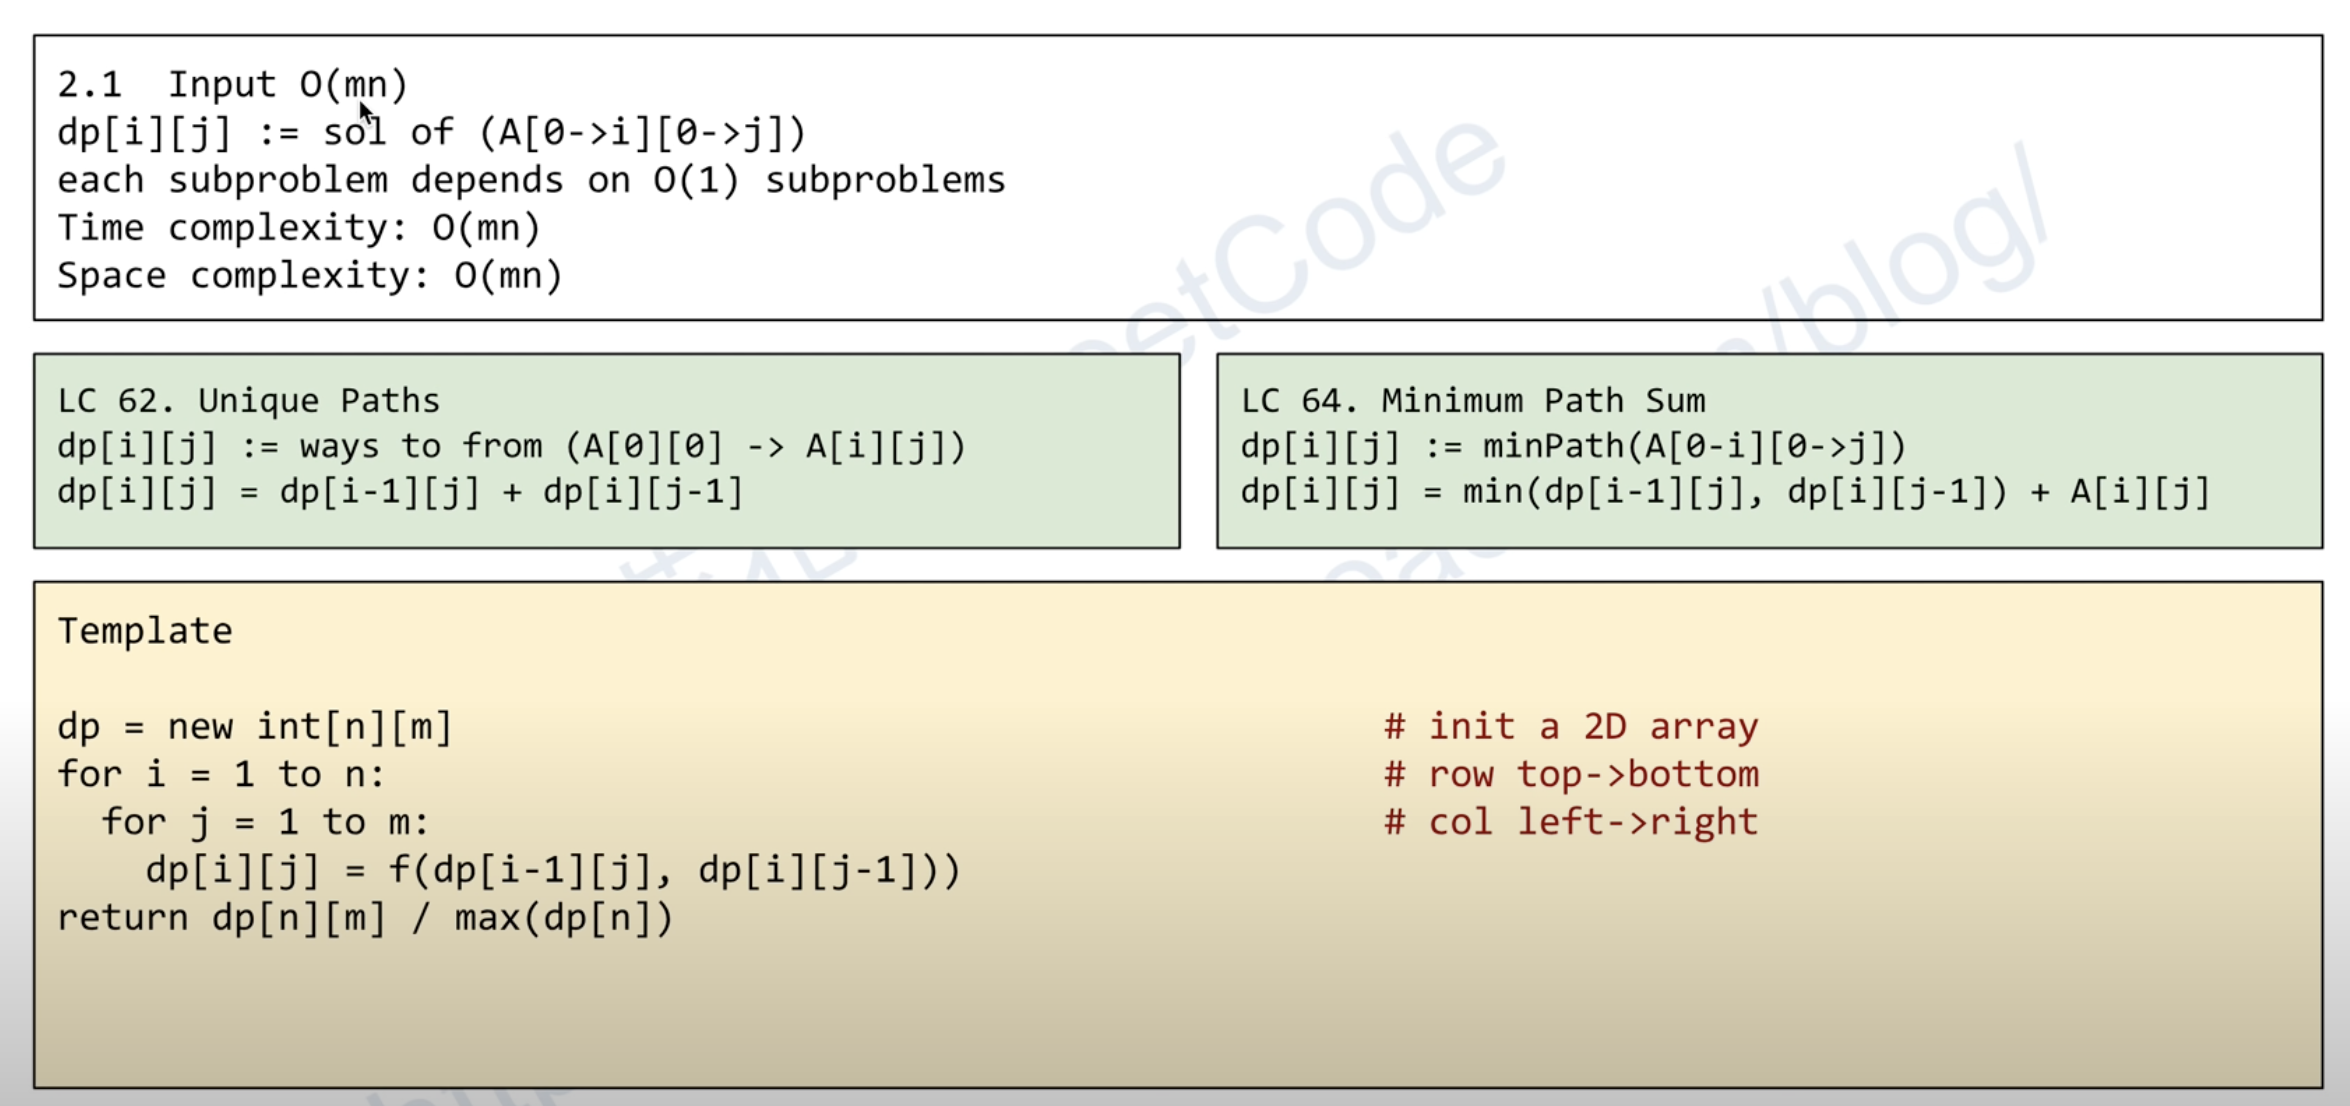 2.1  Input O(mn)
dp[i][j] := sol of (A[0->i][0->j])
each subproblem depends on O(1) subproblems
Time complexity: O(mn)
Space complexity: O(mn)
etCode
/blog/
LC 62. Unique Paths
dp[i][j] := ways to from (A[0][0] -> A[i][j])
dp[i][j] = dp[i-1][j] + dp[i][j-1]
LC 64. Minimum Path Sum
dp[i][j] := minPath(A[0-i][0->j])
dp[i][j] = min(dp[i-1][j], dp[i][j-1]) + A[i][j]
Template
dp = new int[n][m] # init a 2D array
for i = 1 to n: # row top->bottom
for j = 1 to m: # col left->right
dp[i][j] = f(dp[i-1][j], dp[i][j-1]))
return dp[n][m] / max(dp[n])